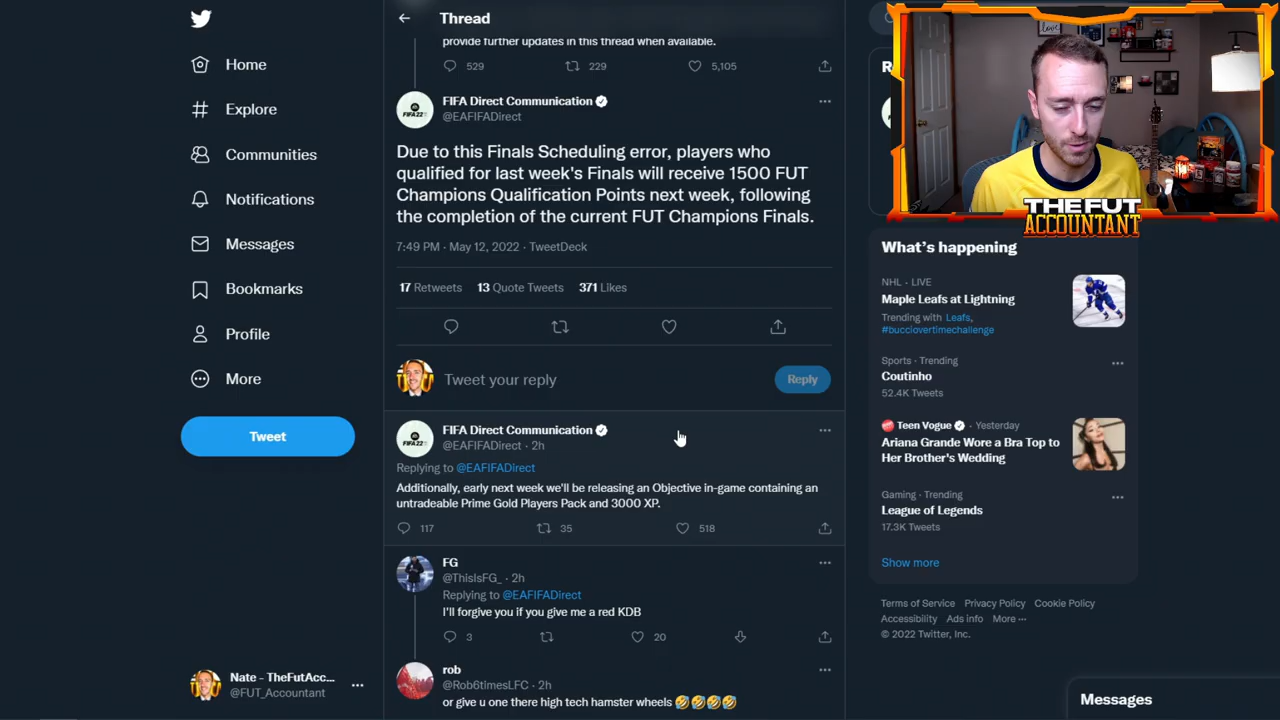 Thread
provide further updates in this thread when available.
529
229
5,105
FIFA Direct Communication
@EAFIFADirect
Due to this Finals Scheduling error, players who
qualified for last week's Finals will receive 1500 FUT
Champions Qualification Points next week, following
the completion of the current FUT Champions Finals.
7:49 PM · May 12, 2022 · TweetDeck
17 Retweets 13 Quote Tweets 371 Likes
Tweet your reply
Reply
FIFA Direct Communication
@EAFIFADirect · 2h
Replying to @EAFIFADirect
Additionally, early next week we'll be releasing an Objective in-game containing an
untradeable Prime Gold Players Pack and 3000 XP.
117
35
518
FG
@ThisIsFG_ · 2h
Replying to @EAFIFADirect
I'll forgive you if you give me a red KDB
3
20
rob
@Rob6timesLFC · 2h
or give u one there high tech hamster wheels 🤣🤣🤣🤣
Home
Explore
Communities
Notifications
Messages
Bookmarks
Profile
More
Tweet
Nate - TheFutAcc...
@FUT_Accountant
THE FUT
ACCOUNTANT
What's happening
NHL · LIVE
Maple Leafs at Lightning
Trending with Leafs,
#bucciovertimechallenge
Sports · Trending
Coutinho
52.4K Tweets
Teen Vogue · Yesterday
Ariana Grande Wore a Bra Top to
Her Brother's Wedding
Gaming · Trending
League of Legends
17.3K Tweets
Show more
Terms of Service Privacy Policy Cookie Policy
Accessibility Ads info More ···
© 2022 Twitter, Inc.
Messages